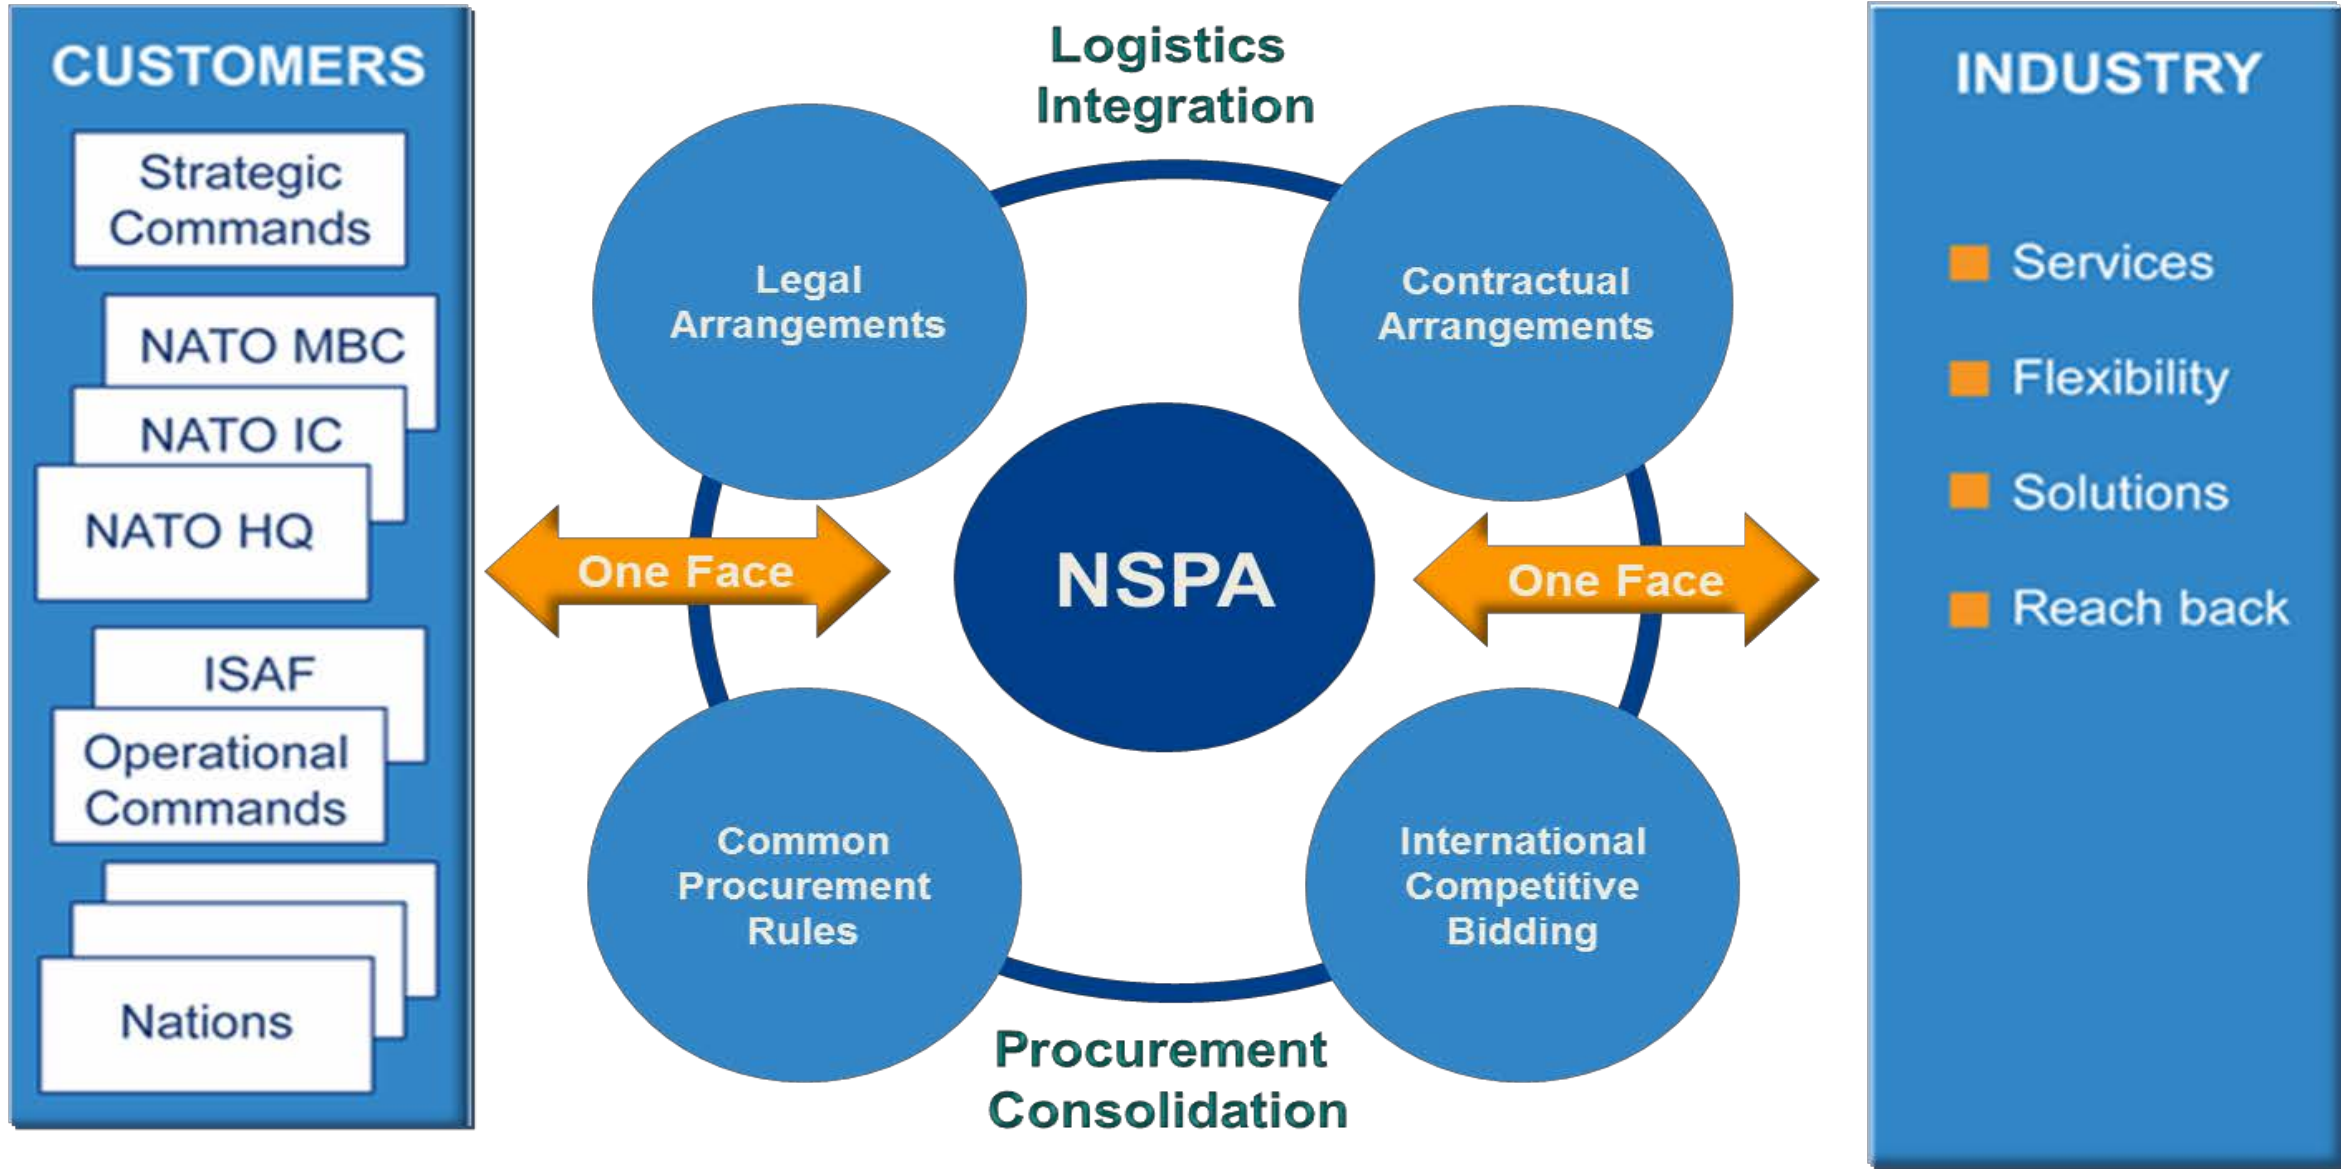 CUSTOMERS
Strategic
Commands
NATO MBC
NATO IC
NATO HQ
ISAF
Operational
Commands
Nations
Logistics
Integration
Legal
Arrangements
Contractual
Arrangements
One Face
NSPA
One Face
Common
Procurement
Rules
International
Competitive
Bidding
Procurement
Consolidation
INDUSTRY
Services
Flexibility
Solutions
Reach back